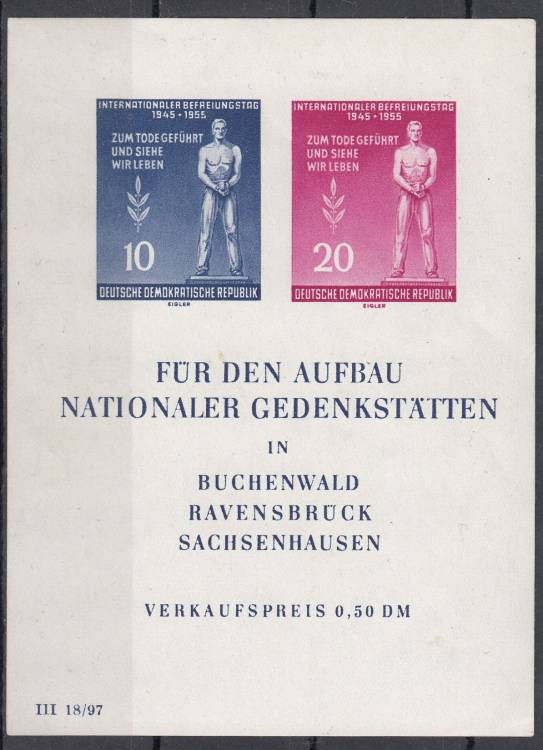 INTERNATIONALER BEFREIUNGSTAG
1945 • 1955
ZUM TODE GEFÜHRT
UND SIEHE
WIR LEBEN
10
DEUTSCHE DEMOKRATISCHE REPUBLIK
EIGLER
INTERNATIONALER BEFREIUNGSTAG
1945 • 1955
ZUM TODE GEFÜHRT
UND SIEHE
WIR LEBEN
20
DEUTSCHE DEMOKRATISCHE REPUBLIK
EIGLER
FÜR DEN AUFBAU
NATIONALER GEDENKSTÄTTEN
IN
BUCHENWALD
RAVENSBRÜCK
SACHSENHAUSEN
VERKAUFSPREIS 0,50 DM
III 18/97